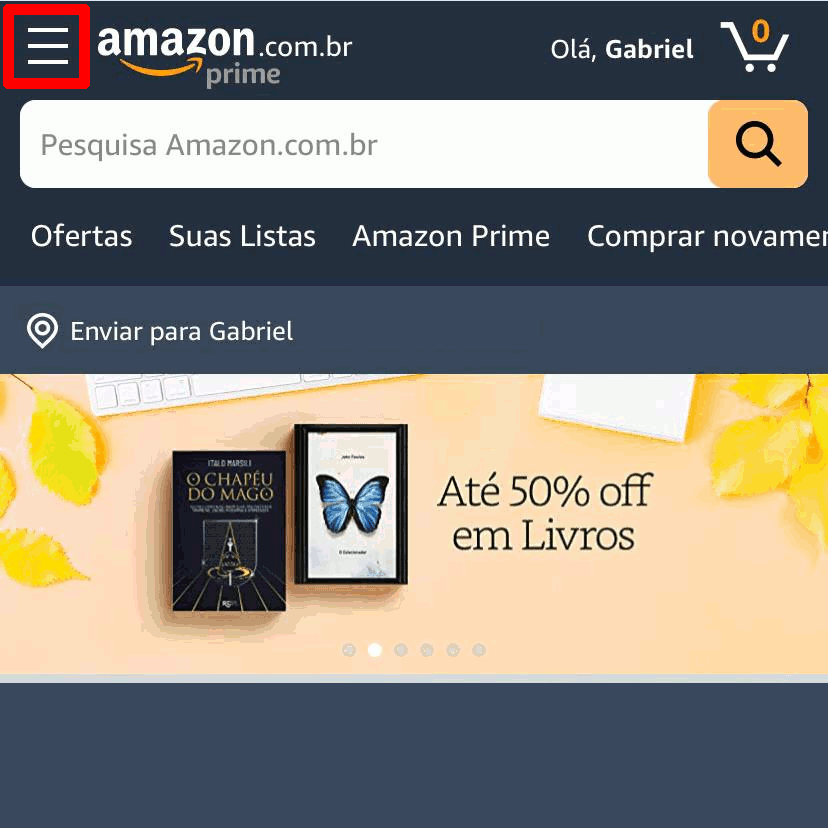 amazon.com.br
prime
Olá, Gabriel
0
Pesquisa Amazon.com.br
Ofertas
Suas Listas
Amazon Prime
Comprar novamen
Enviar para Gabriel
ITALO MARSILI
O CHAPÉU
DO MAGO
John Fowles
O Colecionador
Até 50% off
em Livros